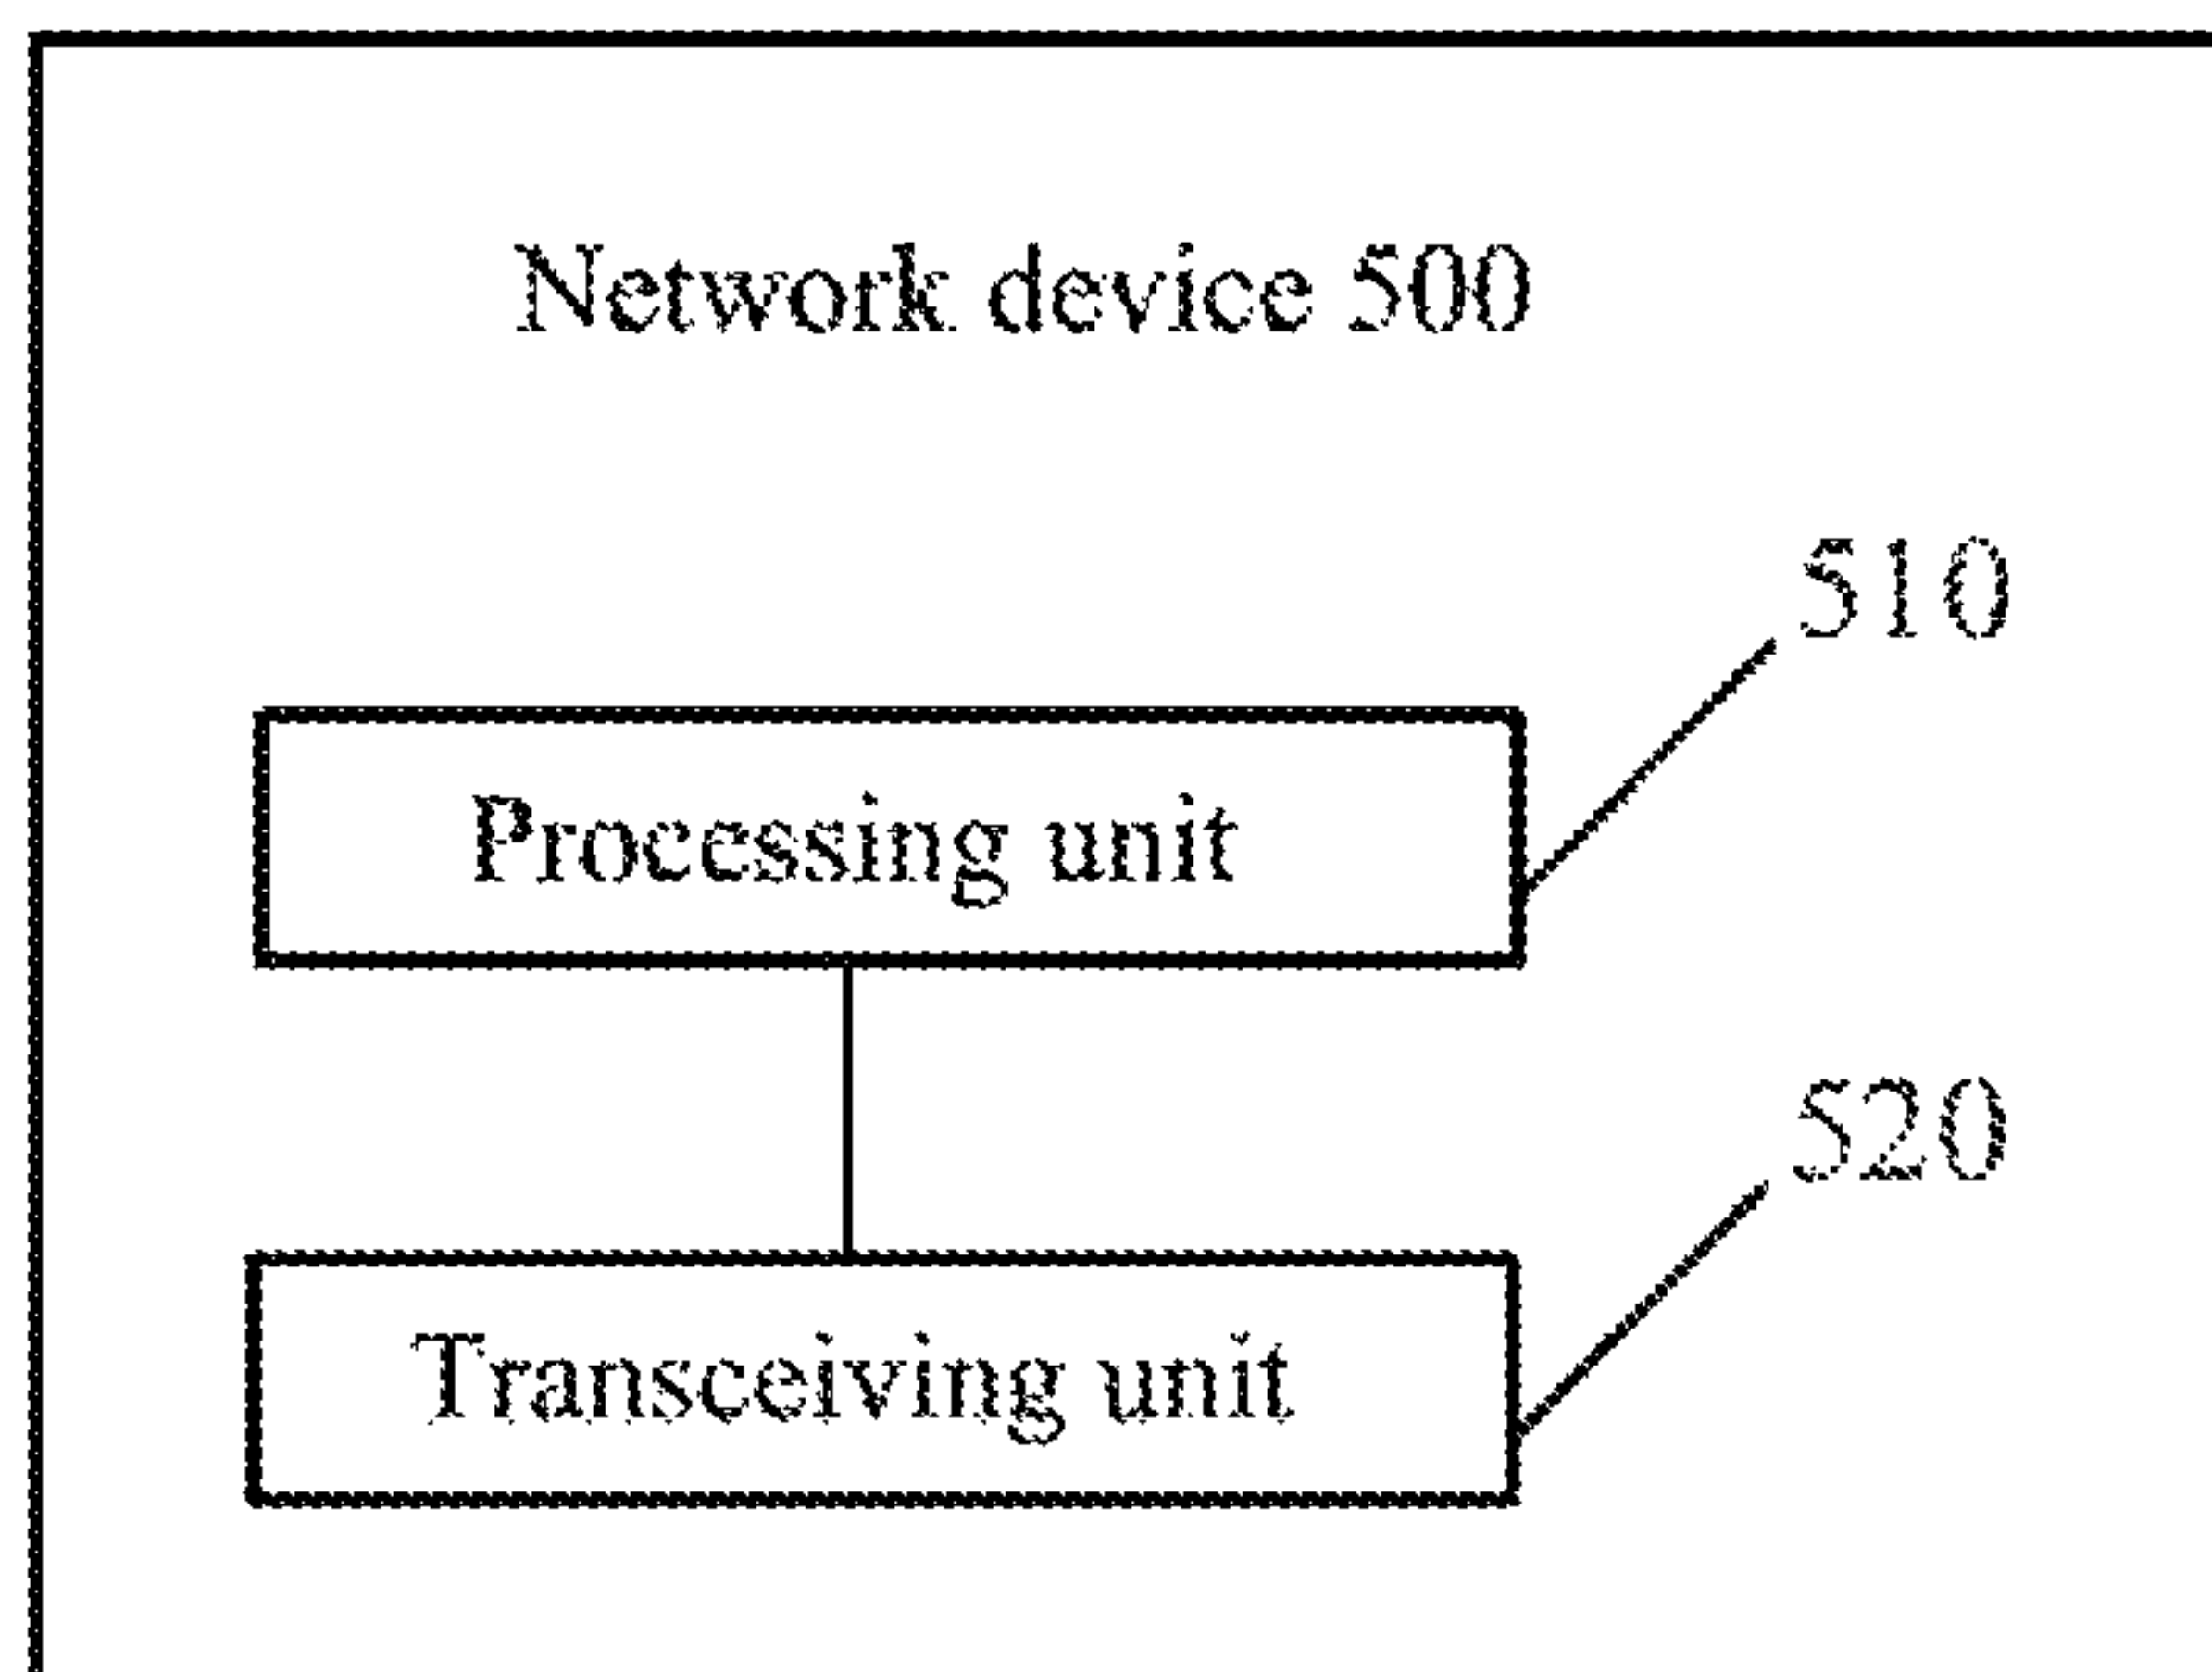 Network device 500
510
Processing unit
520
Transceiving unit